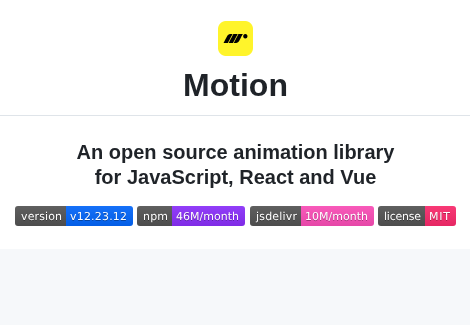 Motion
An open source animation library
for JavaScript, React and Vue
version v12.23.12 npm 46M/month jsdelivr 10M/month license MIT